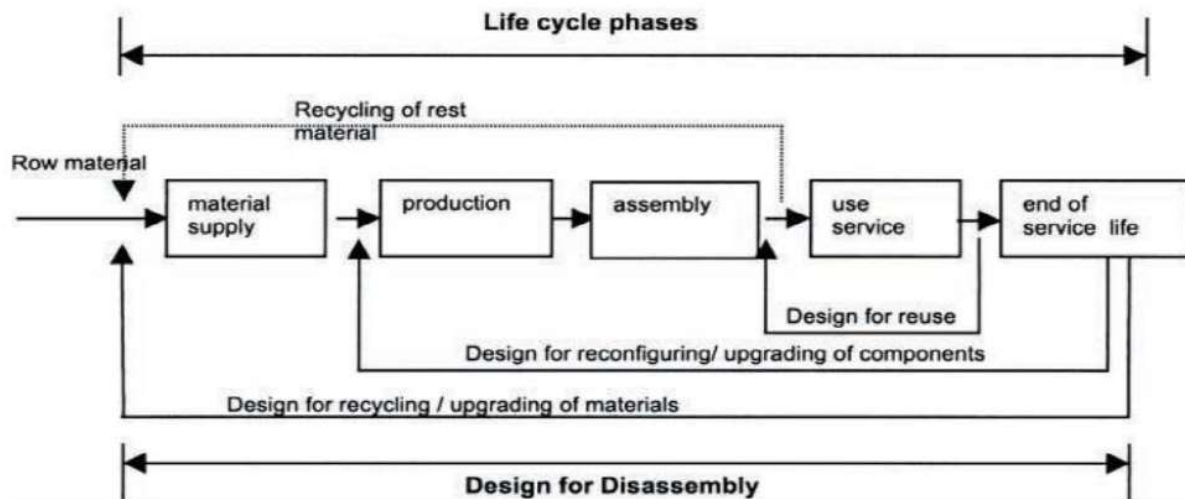 Life cycle phases
Recycling of rest
material
Row material
material
supply
production
assembly
use
service
end of
service life
Design for reuse
Design for reconfiguring/ upgrading of components
Design for recycling / upgrading of materials
Design for Disassembly